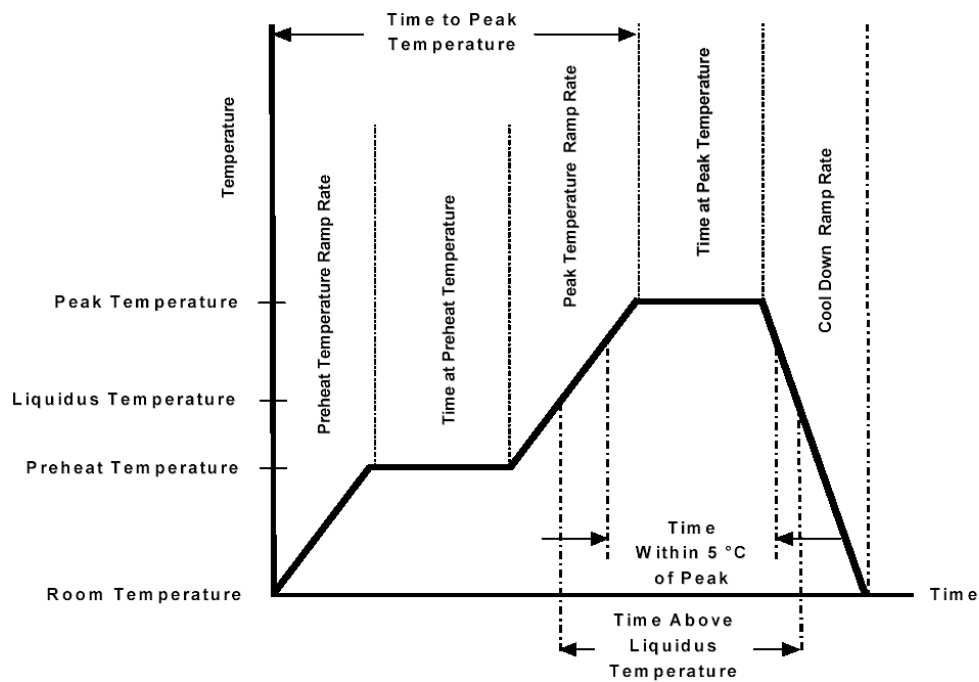 Time to Peak
Temperature
Temperature
Preheat Temperature Ramp Rate
Time at Preheat Temperature
Peak Temperature Ramp Rate
Time at Peak Temperature
Cool Down Ramp Rate
Peak Temperature
Liquidus Temperature
Preheat Temperature
Room Temperature
Time
Within 5 °C
of Peak
Time
Time Above
Liquidus
Temperature